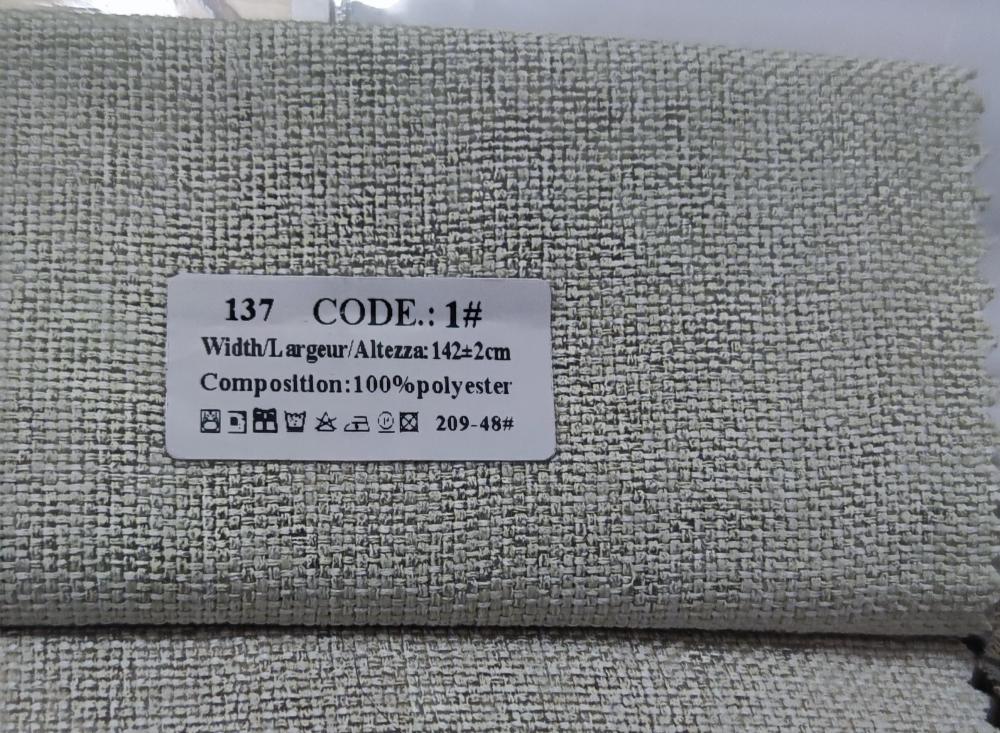 137 CODE.: 1#
Width/Largeur/Altezza:142±2cm
Composition:100%polyester
209-48#